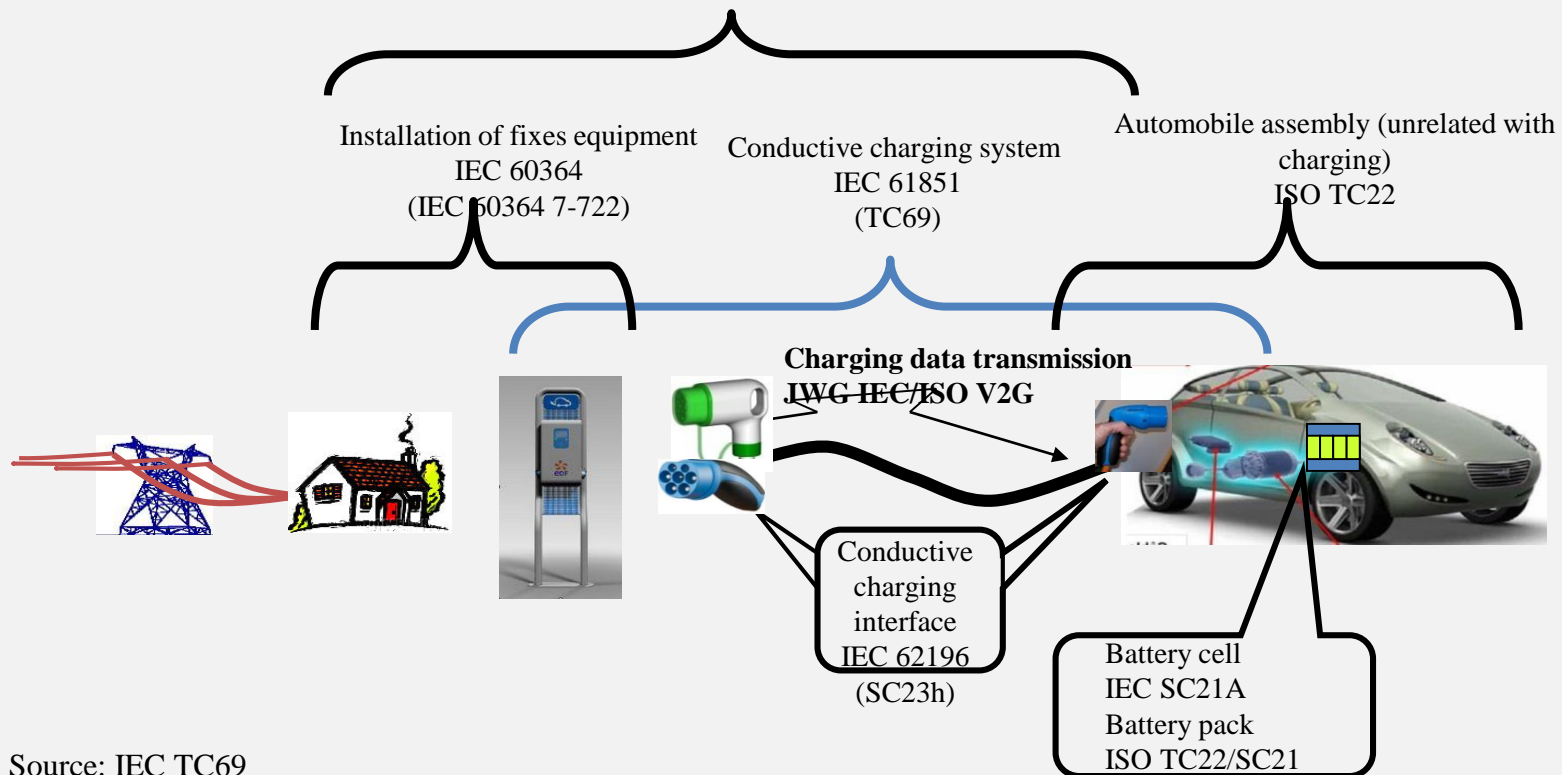 Installation of fixes equipment
IEC 60364
(IEC 60364 7-722)
Conductive charging system
IEC 61851
(TC69)
Automobile assembly (unrelated with
charging)
ISO TC22
Charging data transmission
JWG IEC/ISO V2G
eDF
Conductive
charging
interface
IEC 62196
(SC23h)
Battery cell
IEC SC21A
Battery pack
ISO TC22/SC21
Source: IEC TC69